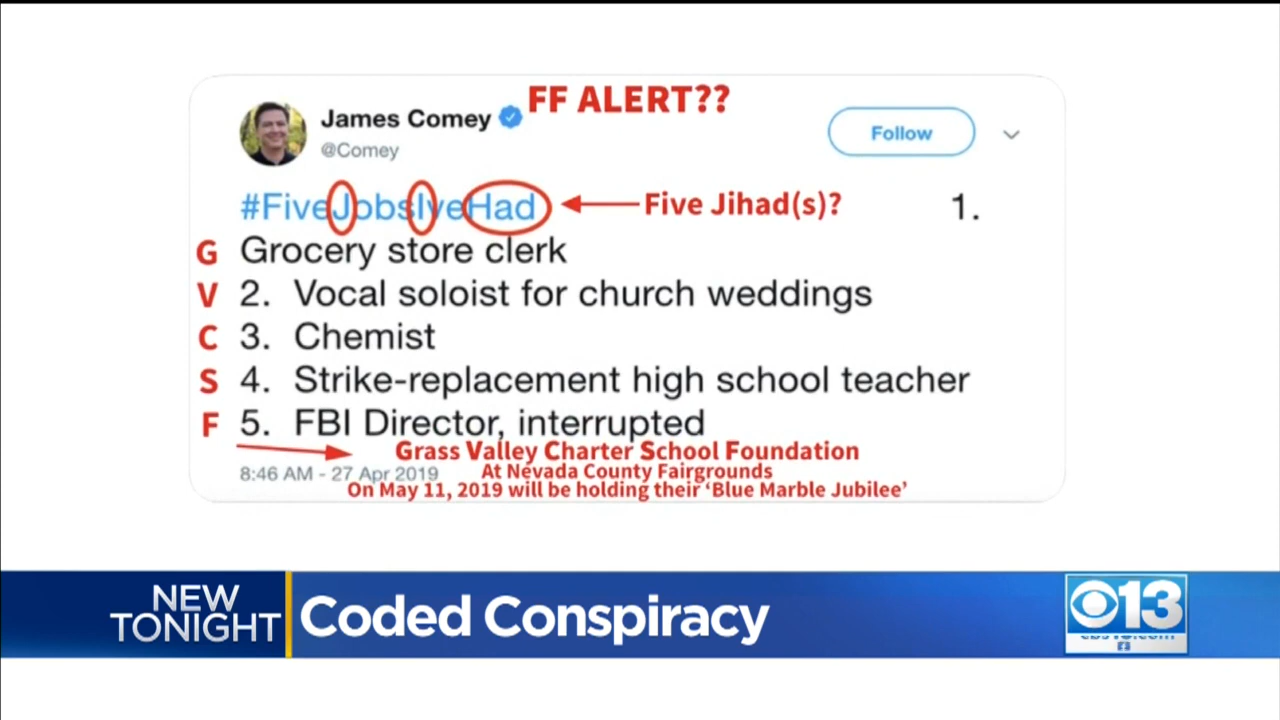 FF ALERT??
James Comey
@Comey
Follow
#FiveJobsIveHad Five Jihad(s)? 1.
G Grocery store clerk
V 2. Vocal soloist for church weddings
C 3. Chemist
S 4. Strike-replacement high school teacher
F 5. FBI Director, interrupted
Grass Valley Charter School Foundation
8:46 AM - 27 Apr 2019 At Nevada County Fairgrounds
On May 11, 2019 will be holding their ‘Blue Marble Jubilee’
NEW
TONIGHT
Coded Conspiracy
13